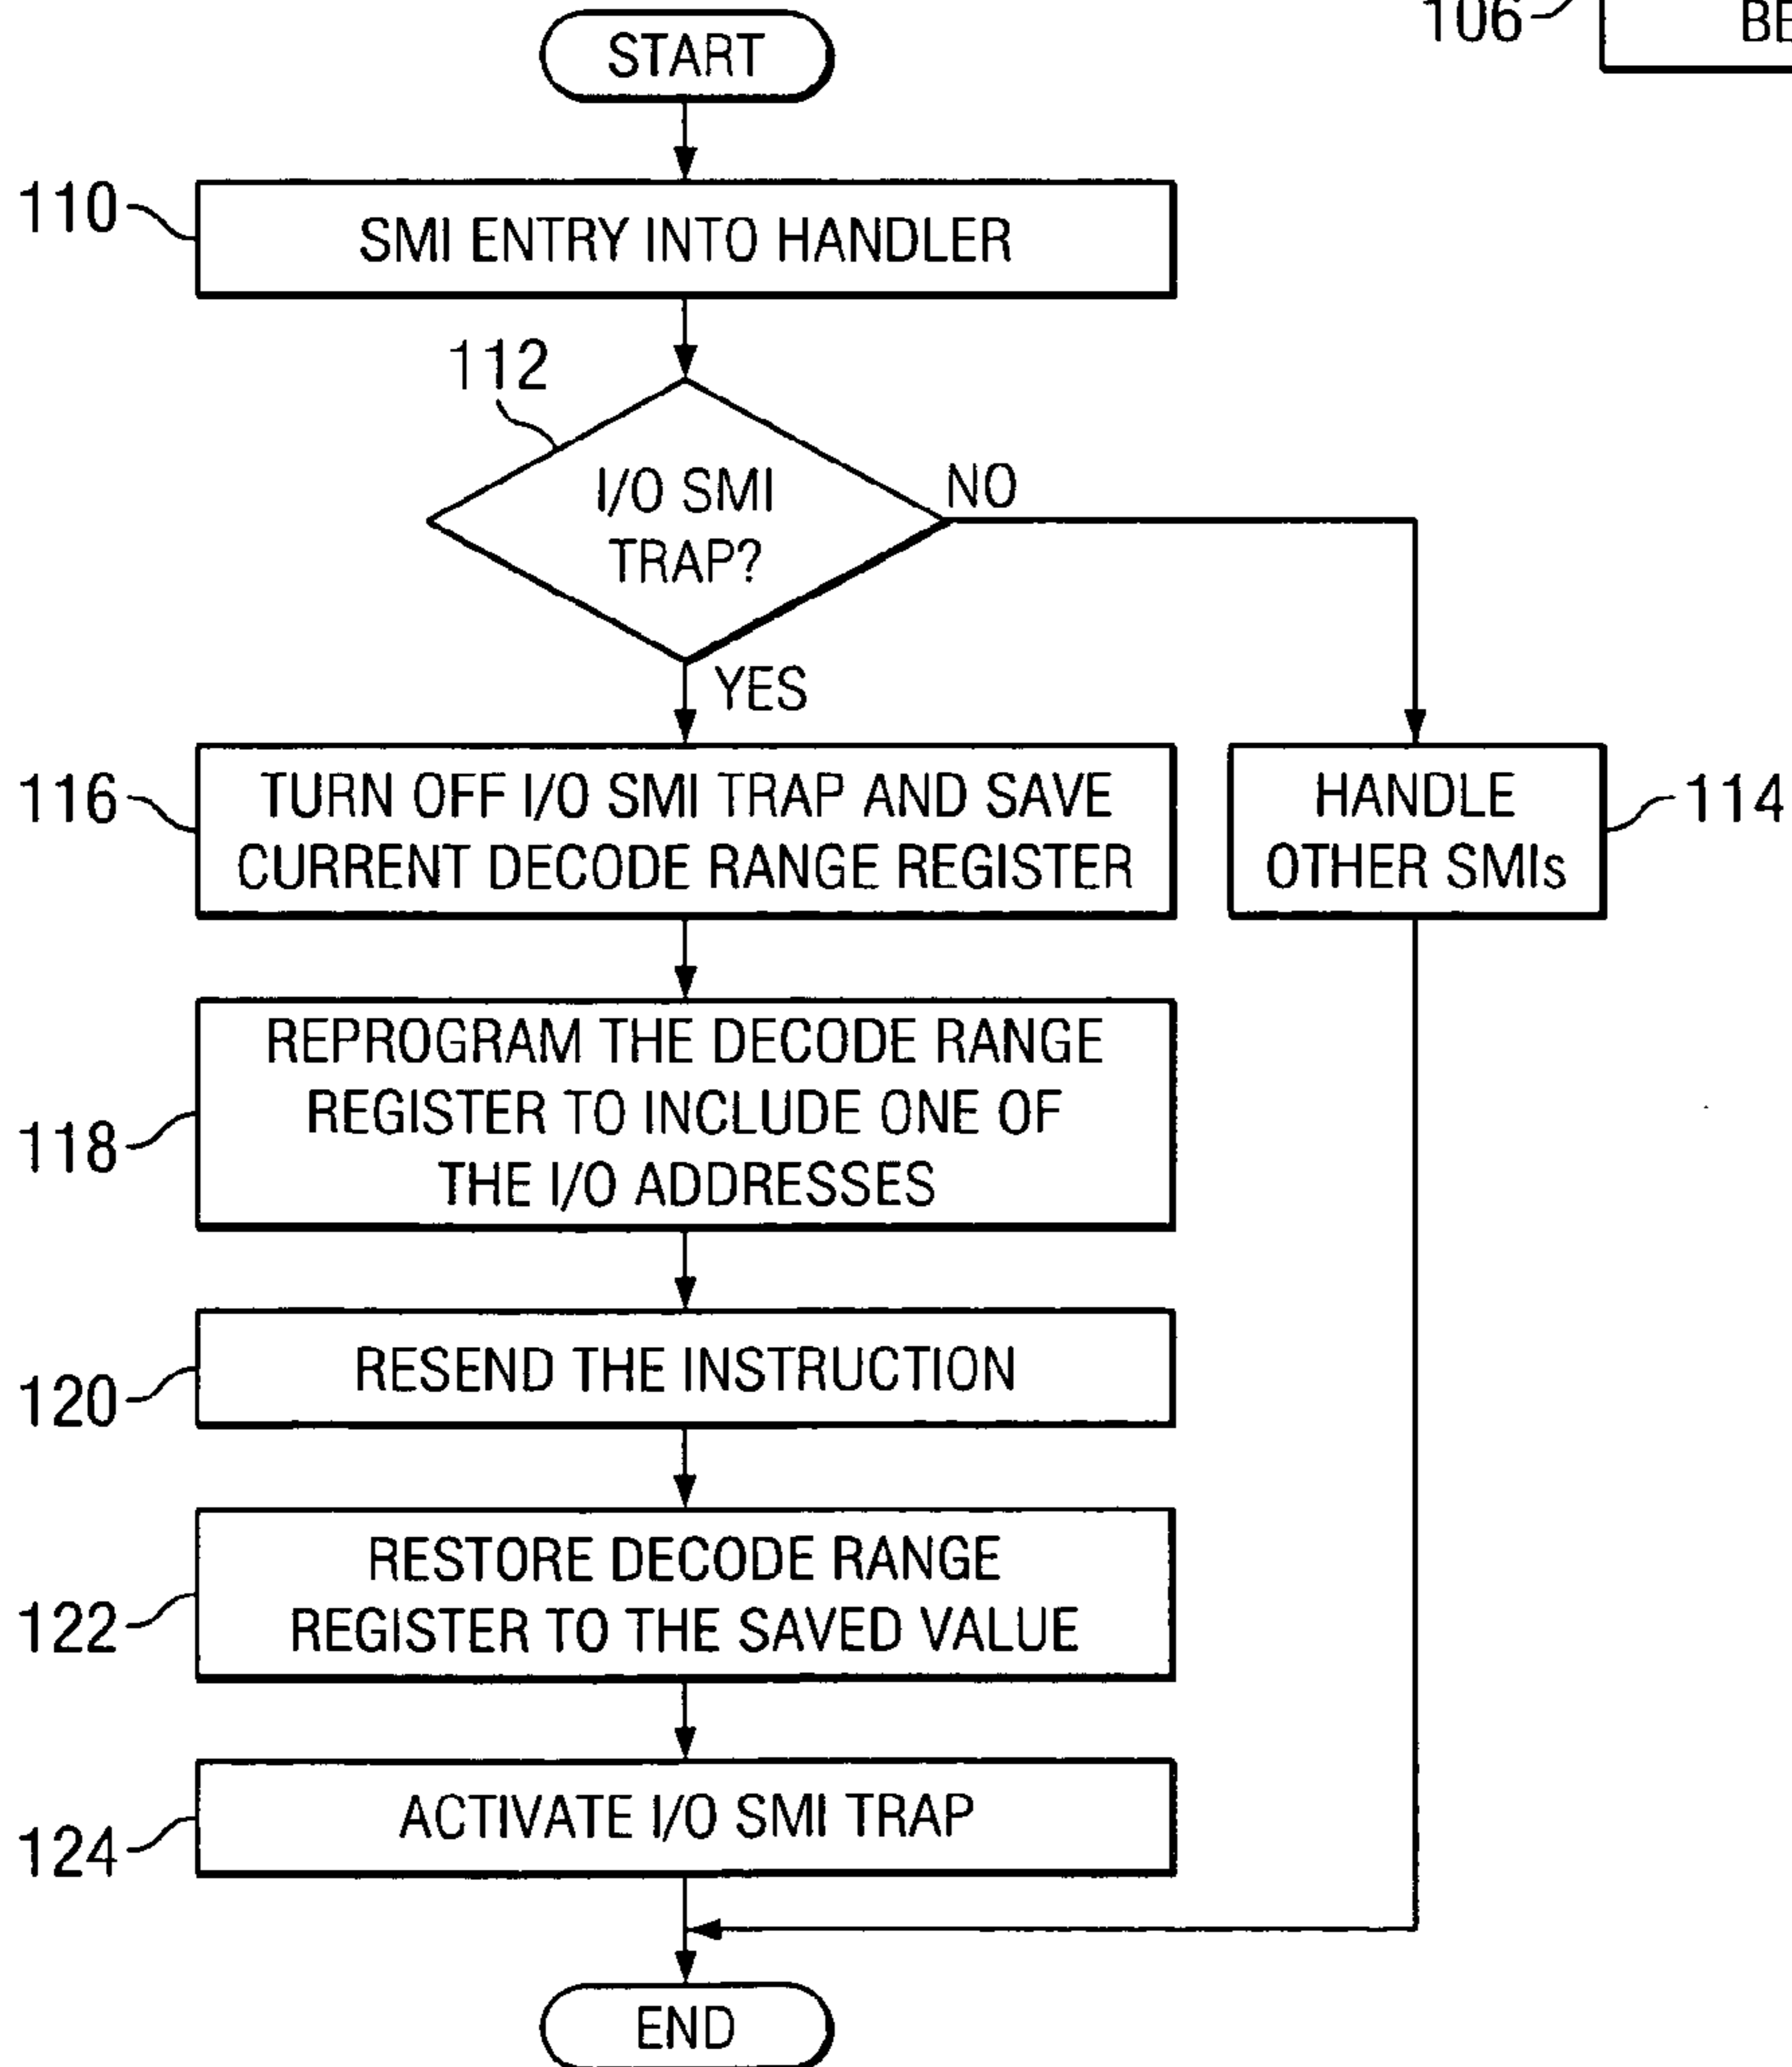 106
START
110
SMI ENTRY INTO HANDLER
112
I/O SMI
TRAP?
NO
YES
116
TURN OFF I/O SMI TRAP AND SAVE
CURRENT DECODE RANGE REGISTER
HANDLE
OTHER SMIs
114
118
REPROGRAM THE DECODE RANGE
REGISTER TO INCLUDE ONE OF
THE I/O ADDRESSES
120
RESEND THE INSTRUCTION
122
RESTORE DECODE RANGE
REGISTER TO THE SAVED VALUE
124
ACTIVATE I/O SMI TRAP
END